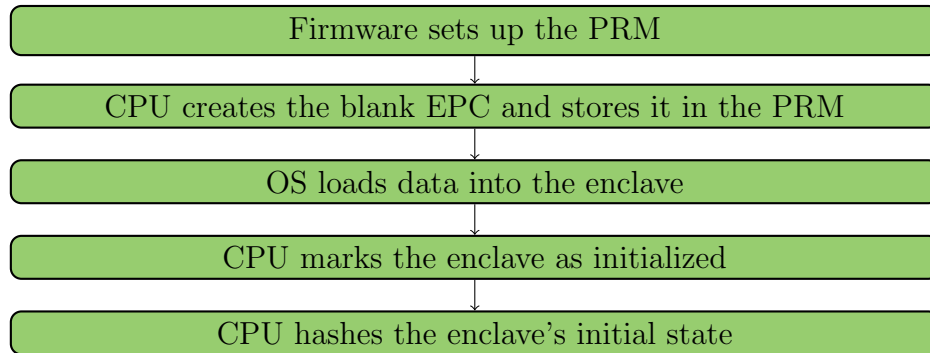 Firmware sets up the PRM
CPU creates the blank EPC and stores it in the PRM
OS loads data into the enclave
CPU marks the enclave as initialized
CPU hashes the enclave's initial state